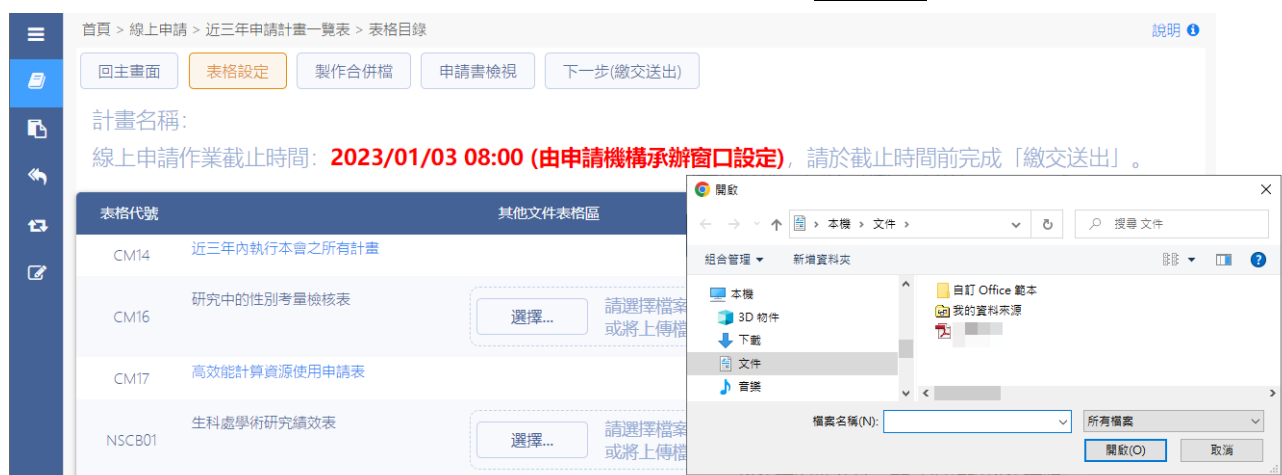 首頁 > 線上申請 > 近三年申請計畫一覽表 > 表格目錄
說明
回主畫面 表格設定 製作合併檔 申請書檢視 下一步(繳交送出)
計畫名稱:
線上申請作業截止時間: 2023/01/03 08:00 (由申請機構承辦窗口設定), 請於截止時間前完成「繳交送出」。
表格代號 其他文件表格區
CM14 近三年內執行本會之所有計畫
CM16 研究中的性別考量檢核表
選擇... 請選擇檔案
或將上傳檔
CM17 高效能計算資源使用申請表
NSCB01 生科處學術研究績效表
選擇... 請選擇檔案
或將上傳檔
開啟
本機 > 文件 >
搜尋 文件
組合管理 新增資料夾
本機
3D 物件
下載
文件
音樂
自訂 Office 範本
我的資料來源
檔案名稱(N):
所有檔案
開啟(O) 取消